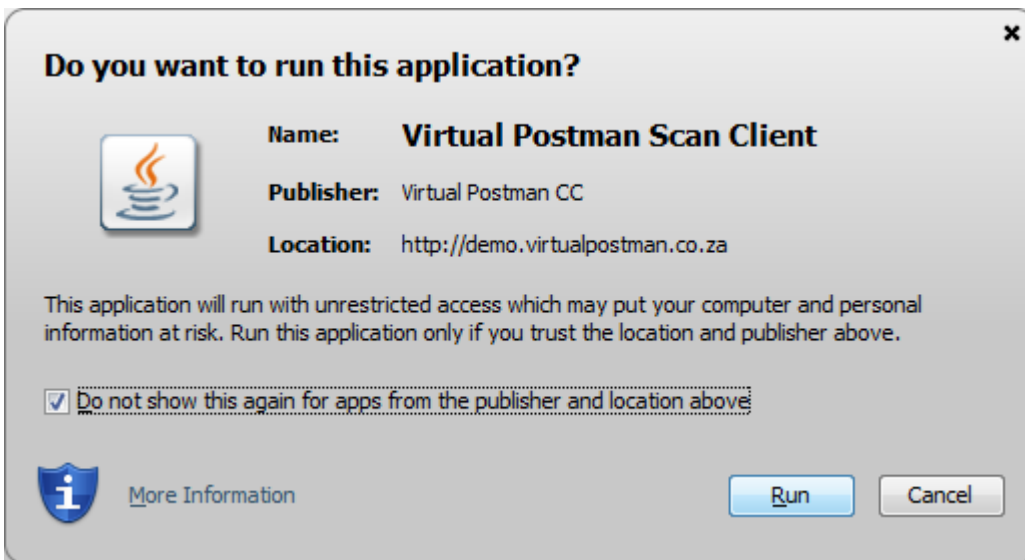 Do you want to run this application?
Name: Virtual Postman Scan Client
Publisher: Virtual Postman CC
Location: http://demo.virtualpostman.co.za
This application will run with unrestricted access which may put your computer and personal
information at risk. Run this application only if you trust the location and publisher above.
Do not show this again for apps from the publisher and location above
More Information
Run
Cancel